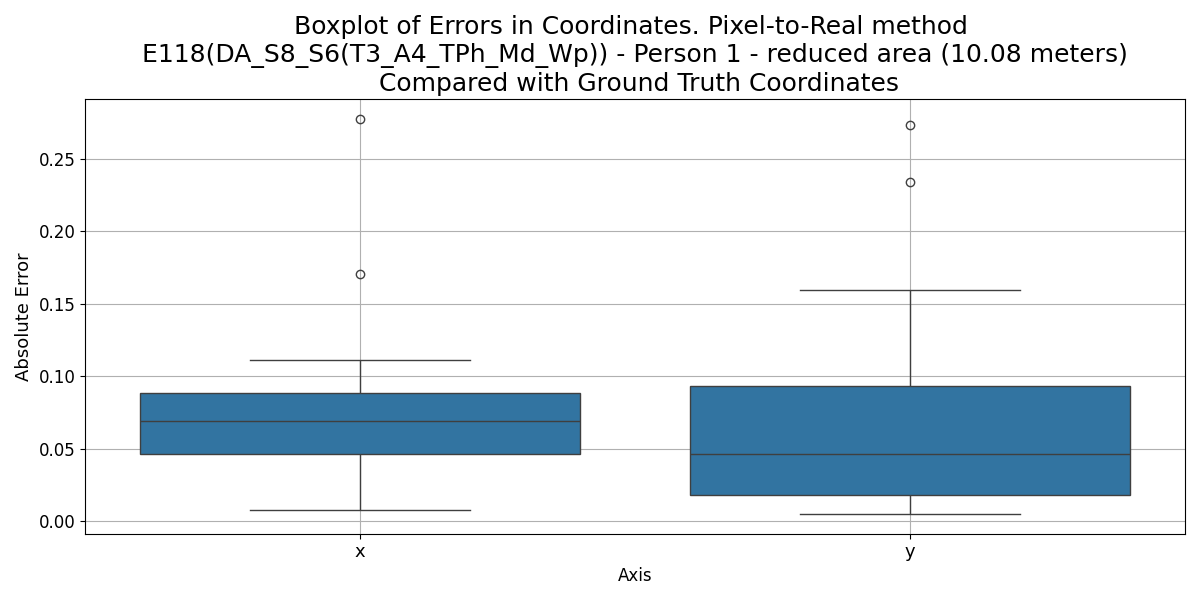 Boxplot of Errors in Coordinates. Pixel-to-Real method
E118(DA_S8_S6(T3_A4_TPh_Md_Wp)) - Person 1 - reduced area (10.08 meters)
Compared with Ground Truth Coordinates
Absolute Error
0.25
0.20
0.15
0.10
0.05
0.00
x
y
Axis